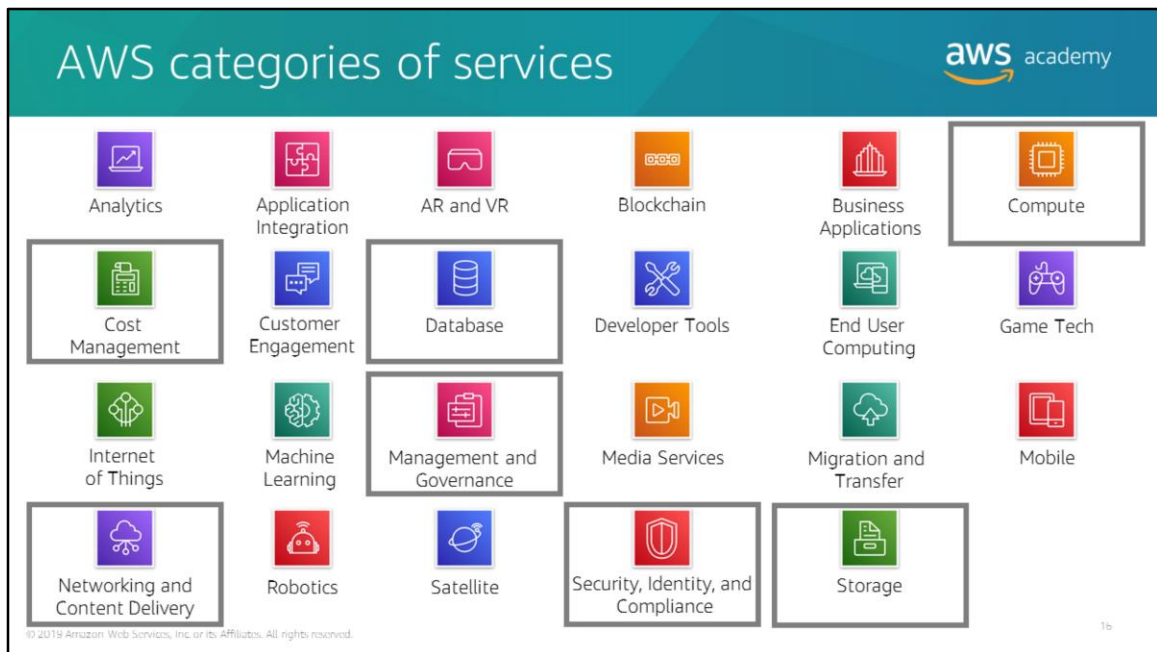 AWS categories of services
aws academy
Analytics
Application
Integration
AR and VR
Blockchain
Business
Applications
Compute
Cost
Management
Customer
Engagement
Database
Developer Tools
End User
Computing
Game Tech
Internet
of Things
Machine
Learning
Management and
Governance
Media Services
Migration and
Transfer
Mobile
Networking and
Content Delivery
Robotics
Satellite
Security, Identity, and
Compliance
Storage
© 2019 Amazon Web Services, Inc. or its Affiliates. All rights reserved.
16